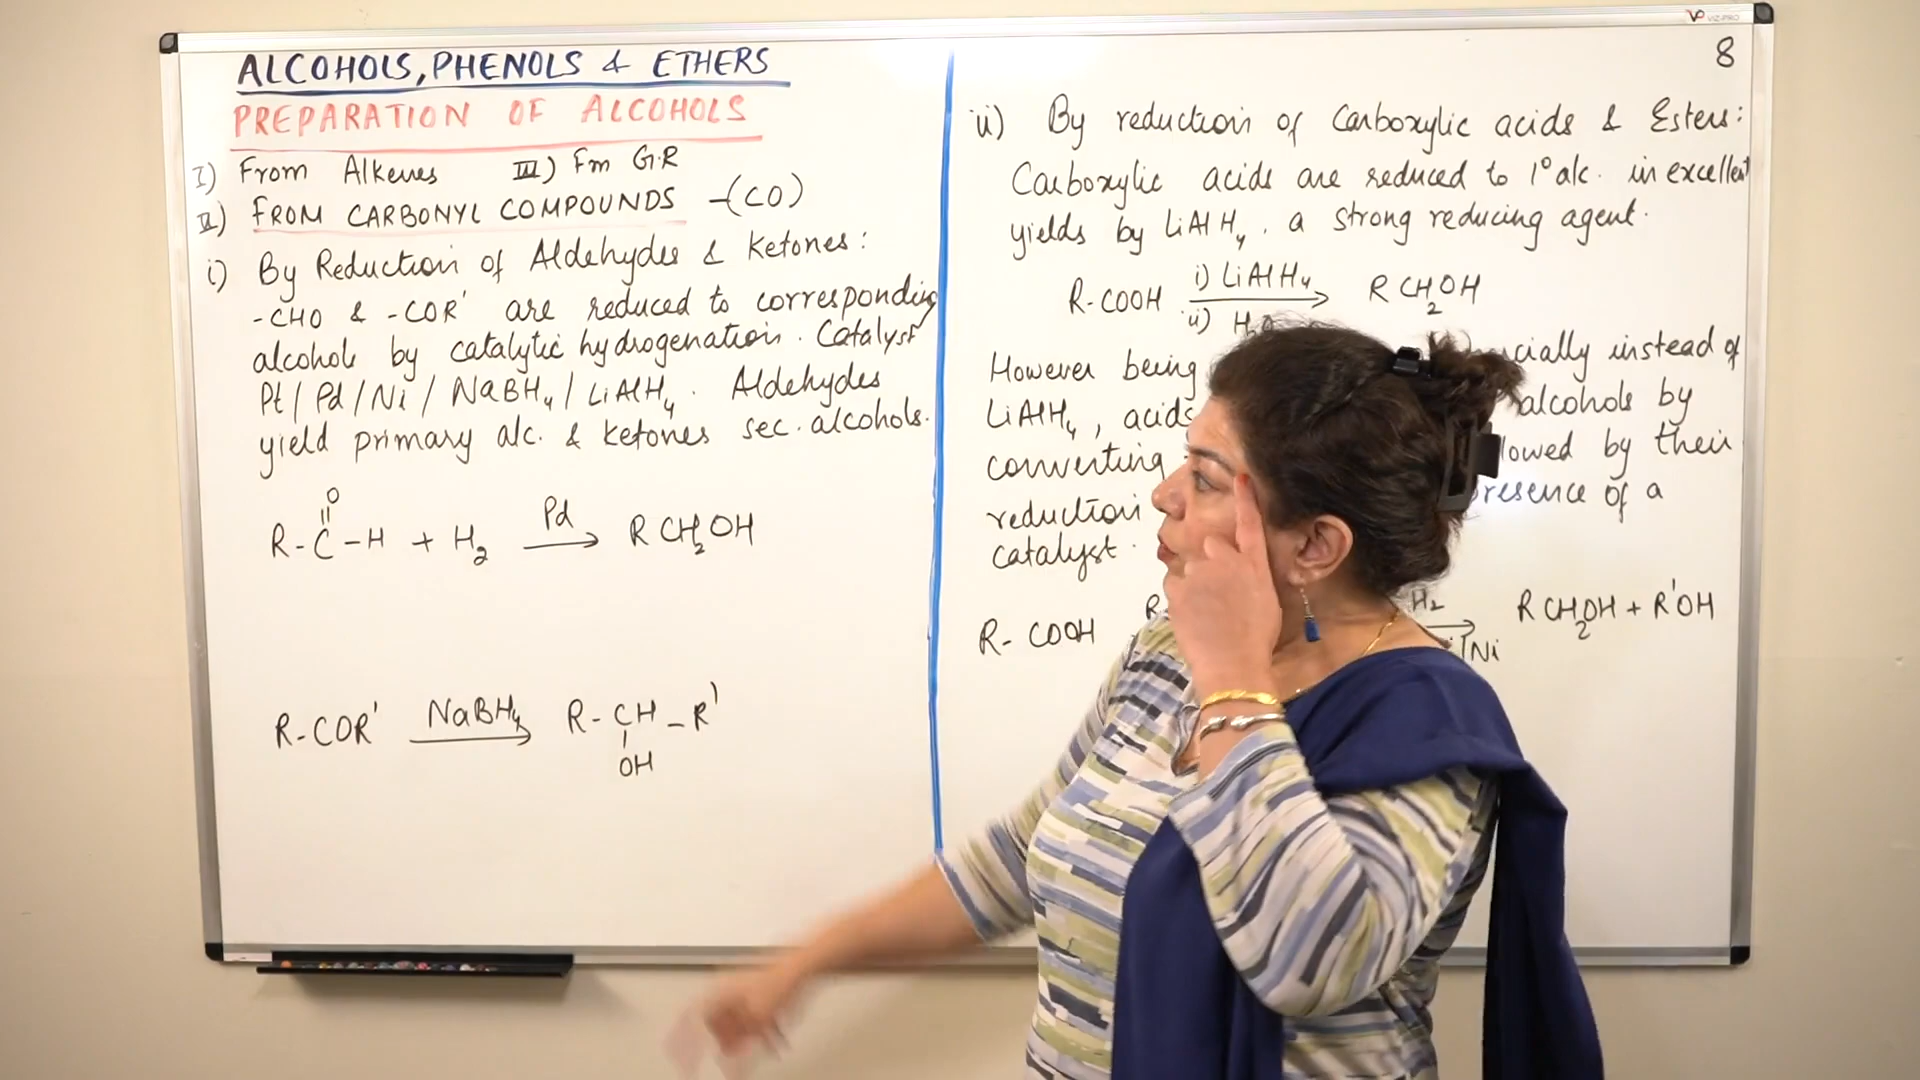 VIZ-PRO
8
ALCOHOLS, PHENOLS & ETHERS
PREPARATION OF ALCOHOLS
I) From Alkenes III) Fm G.R
II) FROM CARBONYL COMPOUNDS -(CO)
i) By Reduction of Aldehydes & Ketones:
-CHO & -COR' are reduced to corresponding
alcohols by catalytic hydrogenation. Catalyst
Pt/Pd/Ni/NaBH4/LiAlH4. Aldehydes
yield primary alc. & ketones sec. alcohols.
O
||
R-C-H + H2 Pd → RCH2OH
R-COR' NaBH4 → R-CH-R'
|
OH
ii) By reduction of Carboxylic acids & Esters:
Carboxylic acids are reduced to 1° alc. in excellent
yields by LiAlH4, a strong reducing agent.
R-COOH i) LiAlH4 → RCH2OH
ii) H2O
However being instead of
LiAlH4, acids alcohols by
converting by their
reduction presence of a
catalyst.
R-COOH H2 → RCH2OH + R'OH
Ni